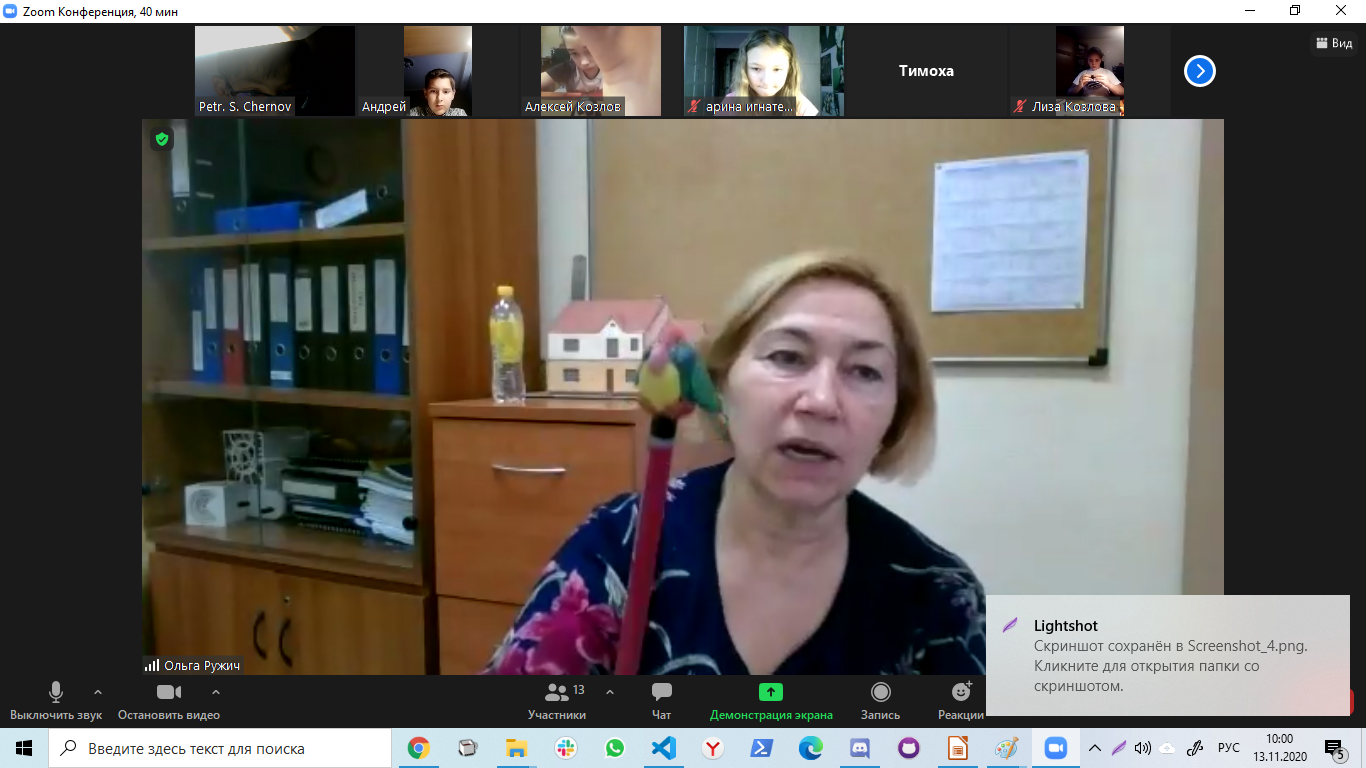 Zoom Конференция, 40 мин
Вид
Petr. S. Chernov
Андрей
Алексей Козлов
арина игнате...
Тимоха
Лиза Козлова
Ольга Ружич
Lightshot
Скриншот сохранён в Screenshot_4.png.
Кликните для открытия папки со
скриншотом.
13
Выключить звук
Остановить видео
Участники
Чат
Демонстрация экрана
Запись
Реакции
Введите здесь текст для поиска
РУС
10:00
13.11.2020
5